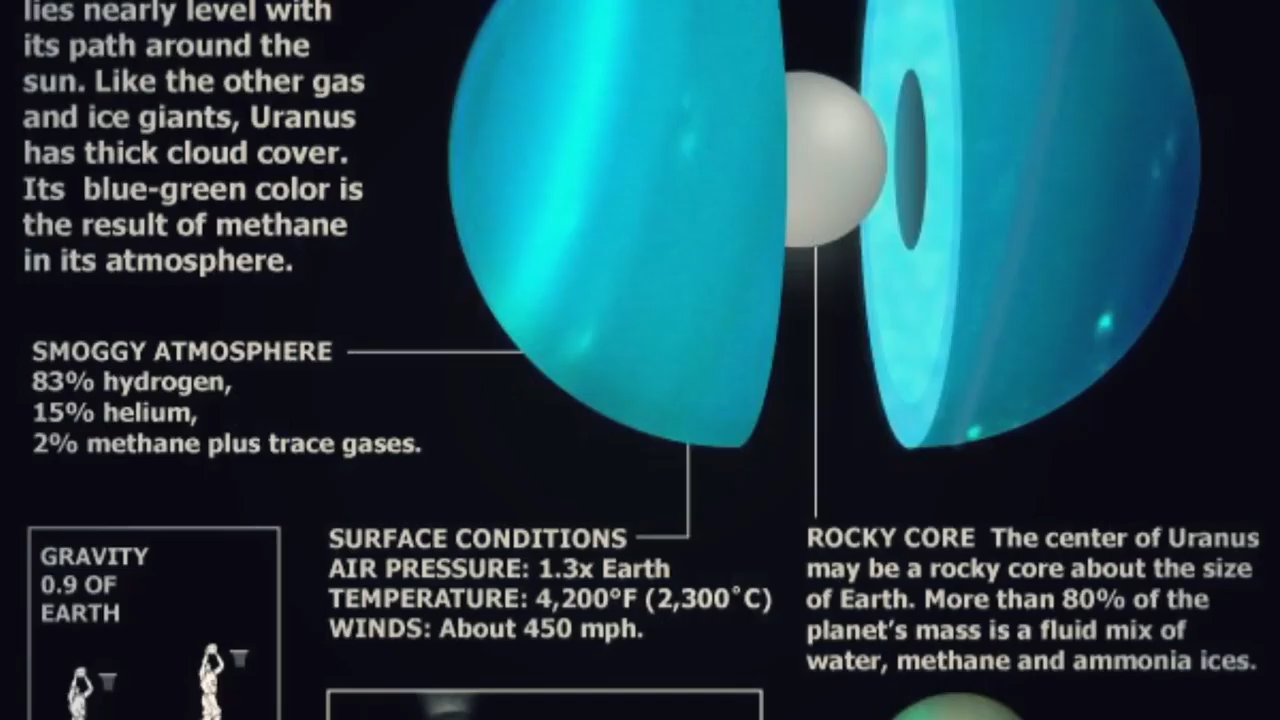 lies nearly level with
its path around the
sun. Like the other gas
and ice giants, Uranus
has thick cloud cover.
Its  blue-green color is
the result of methane
in its atmosphere.
SMOGGY ATMOSPHERE
83% hydrogen,
15% helium,
2% methane plus trace gases.
GRAVITY
0.9 OF
EARTH
SURFACE CONDITIONS
AIR PRESSURE: 1.3x Earth
TEMPERATURE: 4,200°F (2,300˚C)
WINDS: About 450 mph.
ROCKY CORE  The center of Uranus
may be a rocky core about the size
of Earth. More than 80% of the
planet’s mass is a fluid mix of
water, methane and ammonia ices.